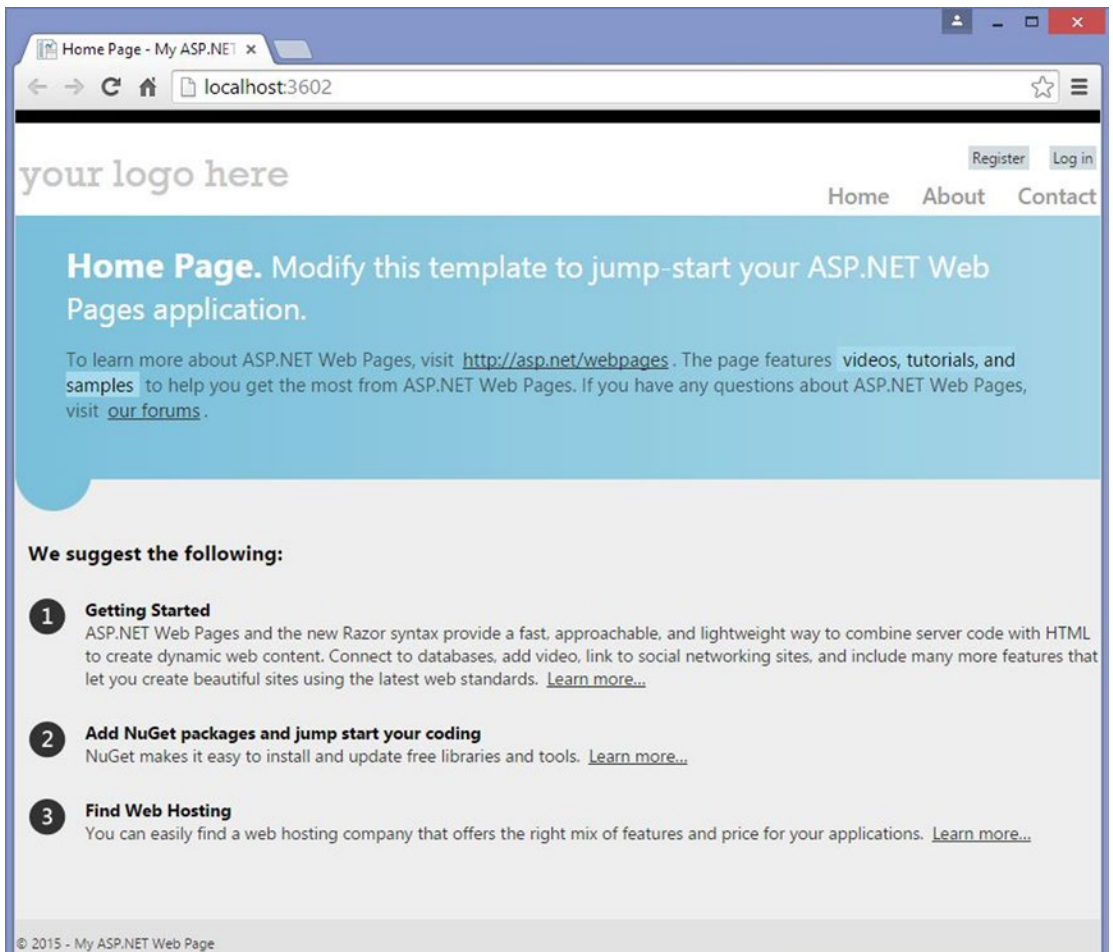 Home Page - My ASP.NET
localhost:3602
your logo here
Register Log in
Home About Contact
Home Page. Modify this template to jump-start your ASP.NET Web
Pages application.
To learn more about ASP.NET Web Pages, visit http://asp.net/webpages. The page features videos, tutorials, and
samples to help you get the most from ASP.NET Web Pages. If you have any questions about ASP.NET Web Pages,
visit our forums.
We suggest the following:
1 Getting Started
ASP.NET Web Pages and the new Razor syntax provide a fast, approachable, and lightweight way to combine server code with HTML
to create dynamic web content. Connect to databases, add video, link to social networking sites, and include many more features that
let you create beautiful sites using the latest web standards. Learn more...
2 Add NuGet packages and jump start your coding
NuGet makes it easy to install and update free libraries and tools. Learn more...
3 Find Web Hosting
You can easily find a web hosting company that offers the right mix of features and price for your applications. Learn more...
© 2015 - My ASP.NET Web Page